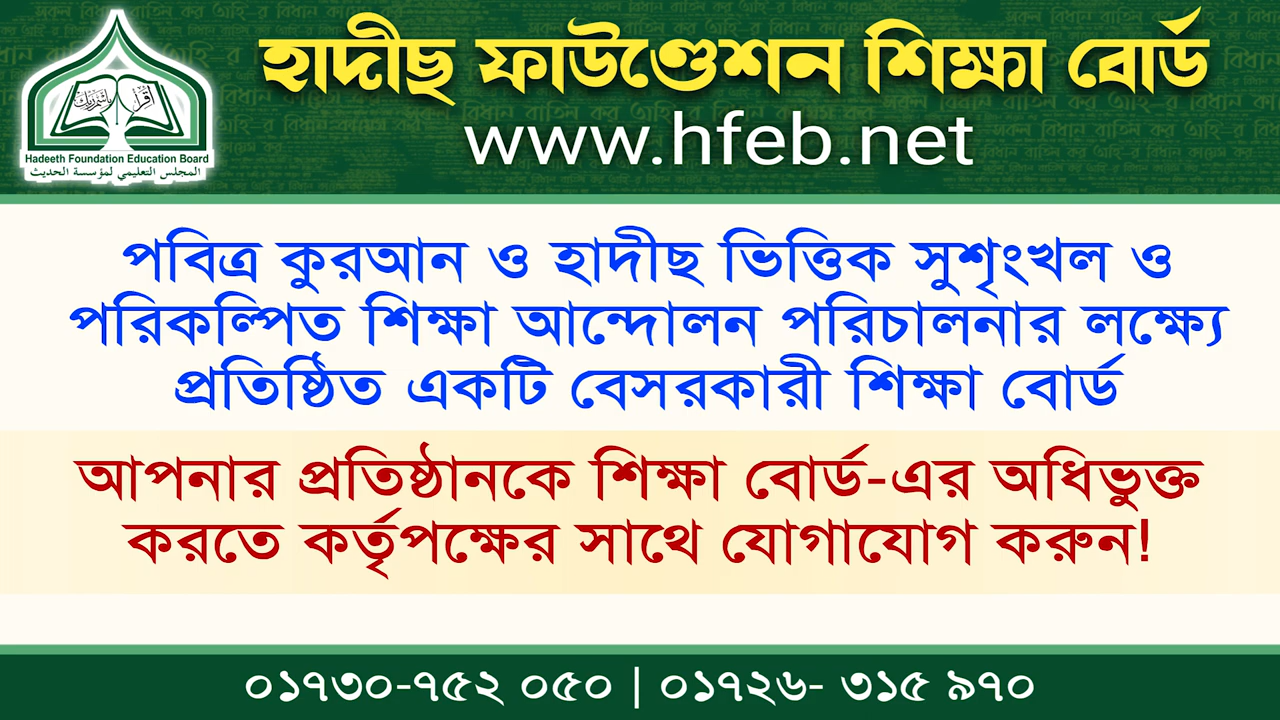 হাদীছ ফাউণ্ডেশন শিক্ষা বোর্ড
www.hfeb.net
Hadeeth Foundation Education Board
المجلس التعليمي لمؤسسة الحديث
পবিত্র কুরআন ও হাদীছ ভিত্তিক সুশৃংখল ও
পরিকল্পিত শিক্ষা আন্দোলন পরিচালনার লক্ষ্যে
প্রতিষ্ঠিত একটি বেসরকারী শিক্ষা বোর্ড
আপনার প্রতিষ্ঠানকে শিক্ষা বোর্ড-এর অধিভুক্ত
করতে কর্তৃপক্ষের সাথে যোগাযোগ করুন!
০১৭৩০-৭৫২ ০৫০ | ০১৭২৬- ৩১৫ ৯৭০